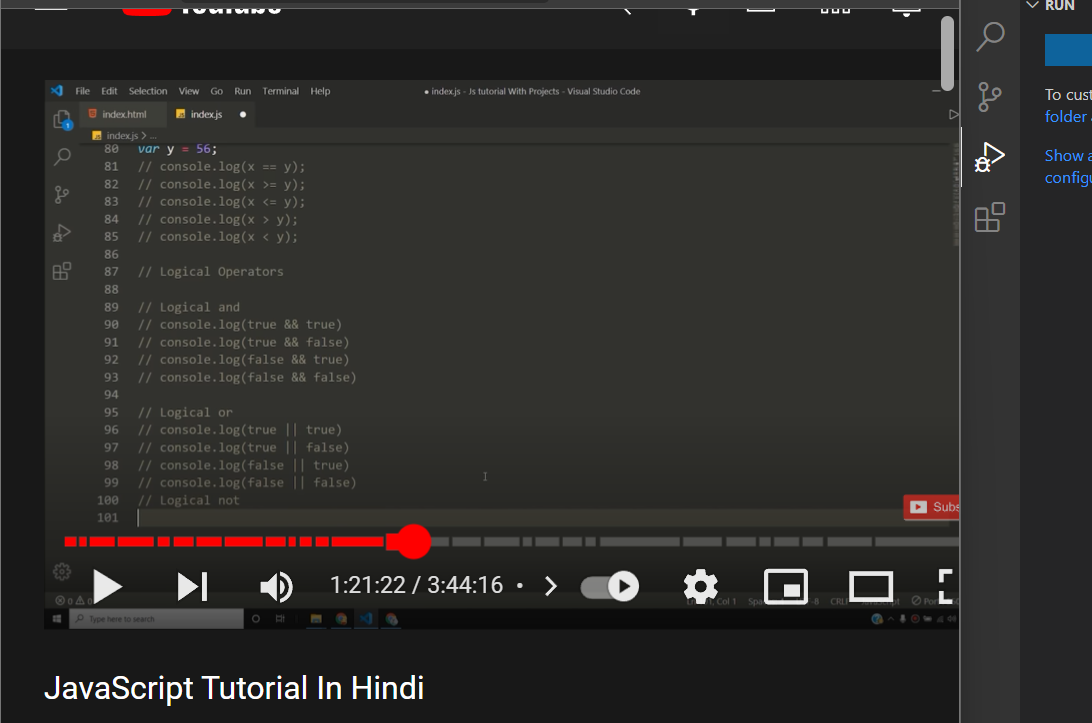 YouTube
RUN
File Edit Selection View Go Run Terminal Help
● index.js - Js tutorial With Projects - Visual Studio Code
index.html
index.js
index.js > ...
80 var y = 56;
81 // console.log(x == y);
82 // console.log(x >= y);
83 // console.log(x <= y);
84 // console.log(x > y);
85 // console.log(x < y);
86
87 // Logical Operators
88
89 // Logical and
90 // console.log(true && true)
91 // console.log(true && false)
92 // console.log(false && true)
93 // console.log(false && false)
94
95 // Logical or
96 // console.log(true || true)
97 // console.log(true || false)
98 // console.log(false || true)
99 // console.log(false || false)
100 // Logical not
101
To cust
folder
Show a
configu
1
Subs
1:21:22 / 3:44:16 •
Col 1
CRL
Type here to search
JavaScript Tutorial In Hindi